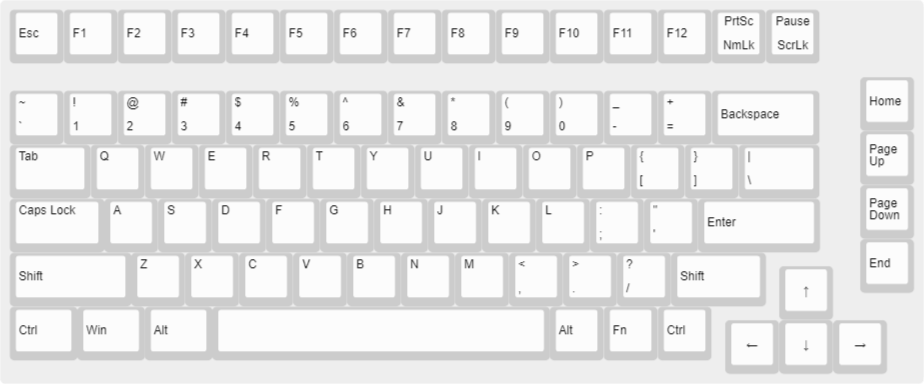 Esc F1 F2 F3 F4 F5 F6 F7 F8 F9 F10 F11 F12 PrtSc Pause
NmLk ScrLk
~ ! @ # $ % ^ & * ( ) _ +
` 1 2 3 4 5 6 7 8 9 0 - = Backspace
Home
Tab Q W E R T Y U I O P { } |
[ ] \
Page
Up
Caps Lock A S D F G H J K L : "
; ' Enter
Page
Down
Shift Z X C V B N M < > ?
, . / Shift
End
↑
Ctrl Win Alt Alt Fn Ctrl
← ↓ →